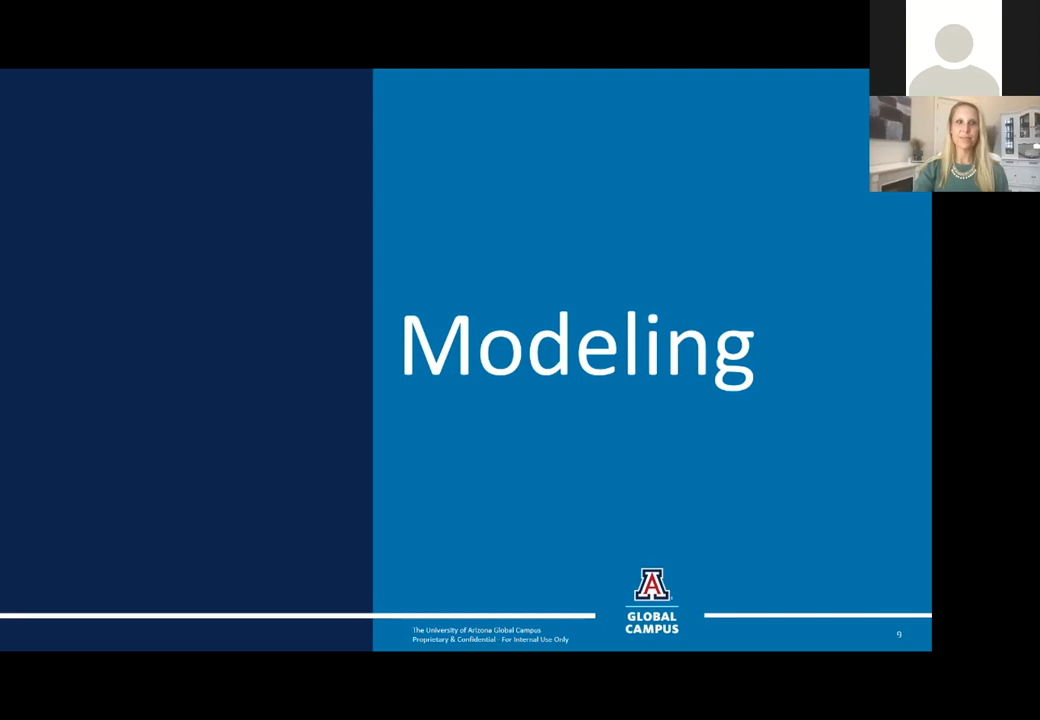 Modeling
The University of Arizona Global Campus
Proprietary & Confidential - For Internal Use Only
A
GLOBAL
CAMPUS
9